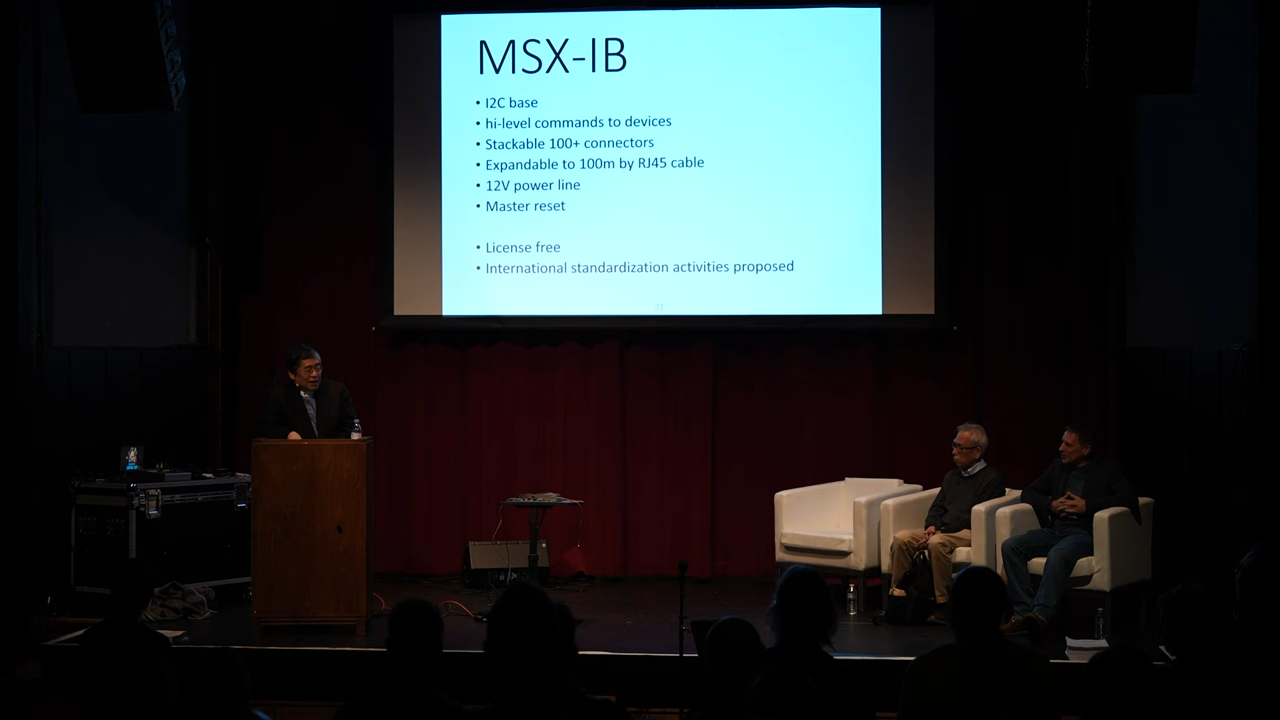 MSX-IB
• I2C base
• hi-level commands to devices
• Stackable 100+ connectors
• Expandable to 100m by RJ45 cable
• 12V power line
• Master reset
• License free
• International standardization activities proposed